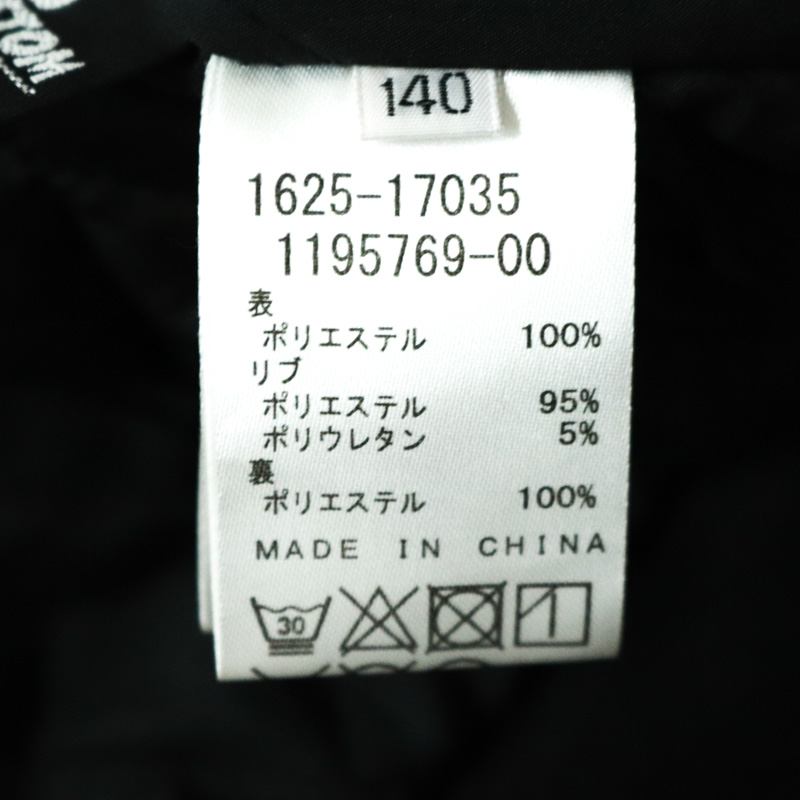 TOM
140
1625-17035
1195769-00
表
ポリエステル 100%
リブ
ポリエステル 95%
ポリウレタン 5%
裏
ポリエステル 100%
MADE IN CHINA
30